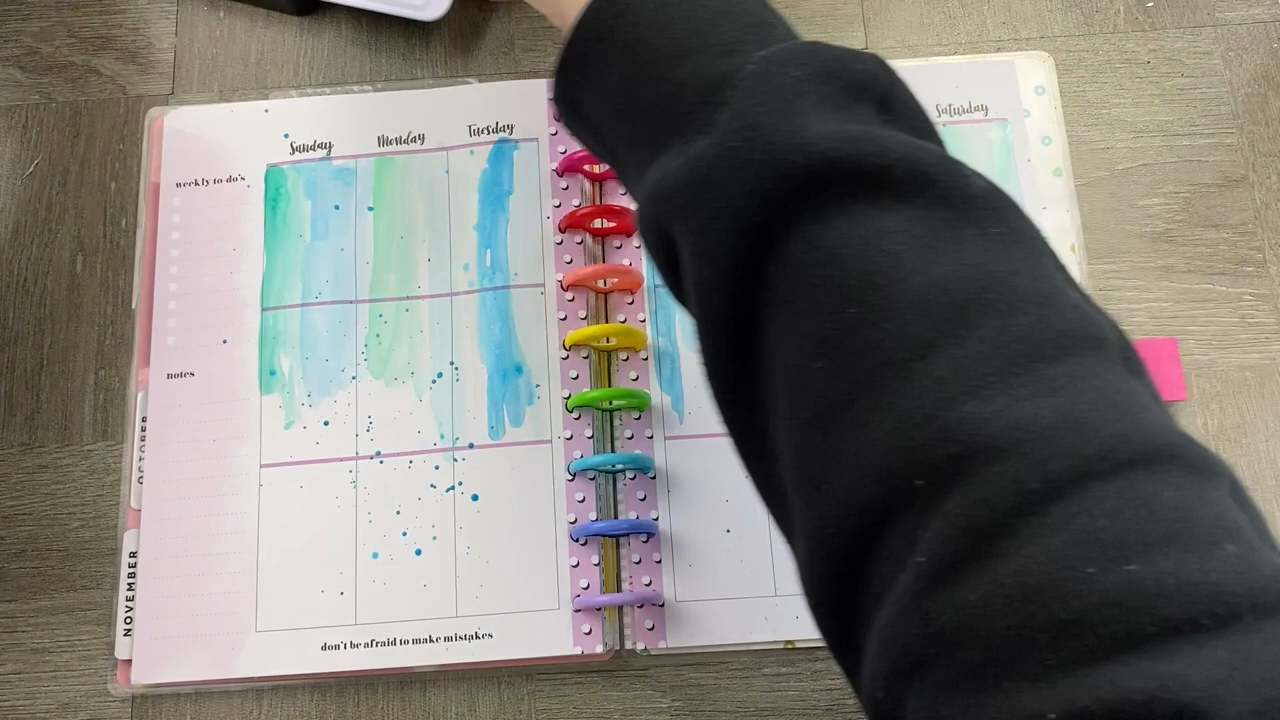 Sunday
Monday
Tuesday
Saturday
weekly to-do's
notes
OCTOBER
NOVEMBER
don't be afraid to make mistakes